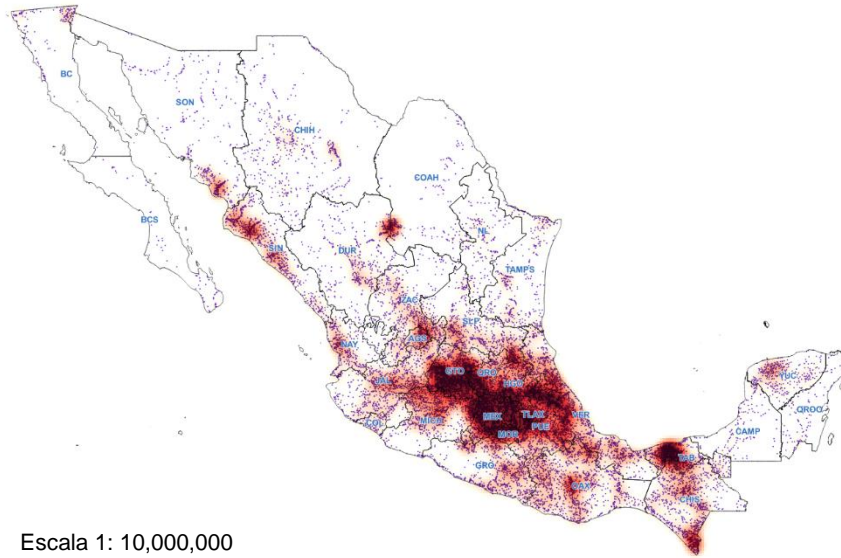 BC
SON
CHIH
COAH
BCS
SIN
DUR
NL
TAMPS
ZAC
SLP
NAY
AGS
JAL
GTO
QRO
HGO
COL
MICH
MEX
TLAX
VER
MOR
PUE
GRO
OAX
TAB
CHIS
CAMP
YUC
QROO
Escala 1: 10,000,000